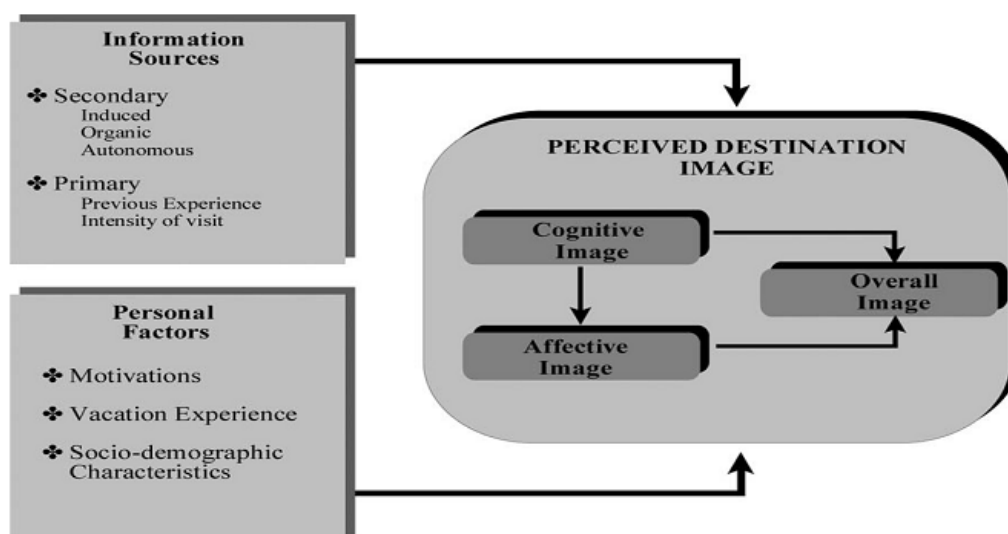 Information
Sources
❖ Secondary
Induced
Organic
Autonomous
❖ Primary
Previous Experience
Intensity of visit
Personal
Factors
❖ Motivations
❖ Vacation Experience
❖ Socio-demographic
Characteristics
PERCEIVED DESTINATION
IMAGE
Cognitive
Image
Affective
Image
Overall
Image